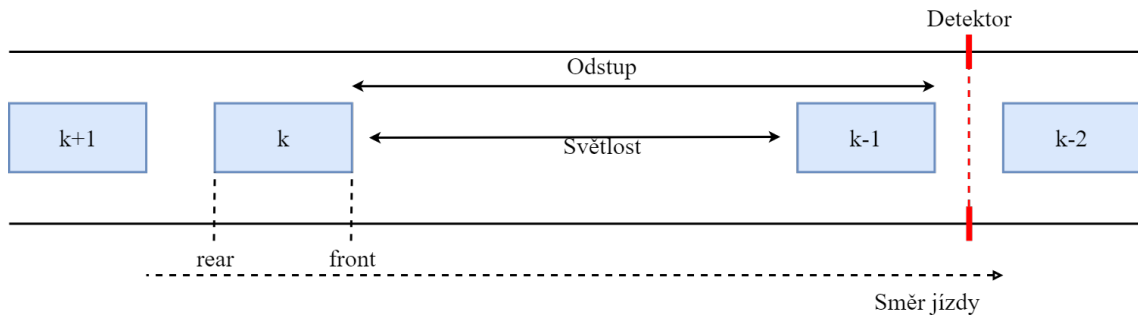 Detektor
Odstup
k+1
k
Světlost
k-1
k-2
rear
front
Směr jízdy